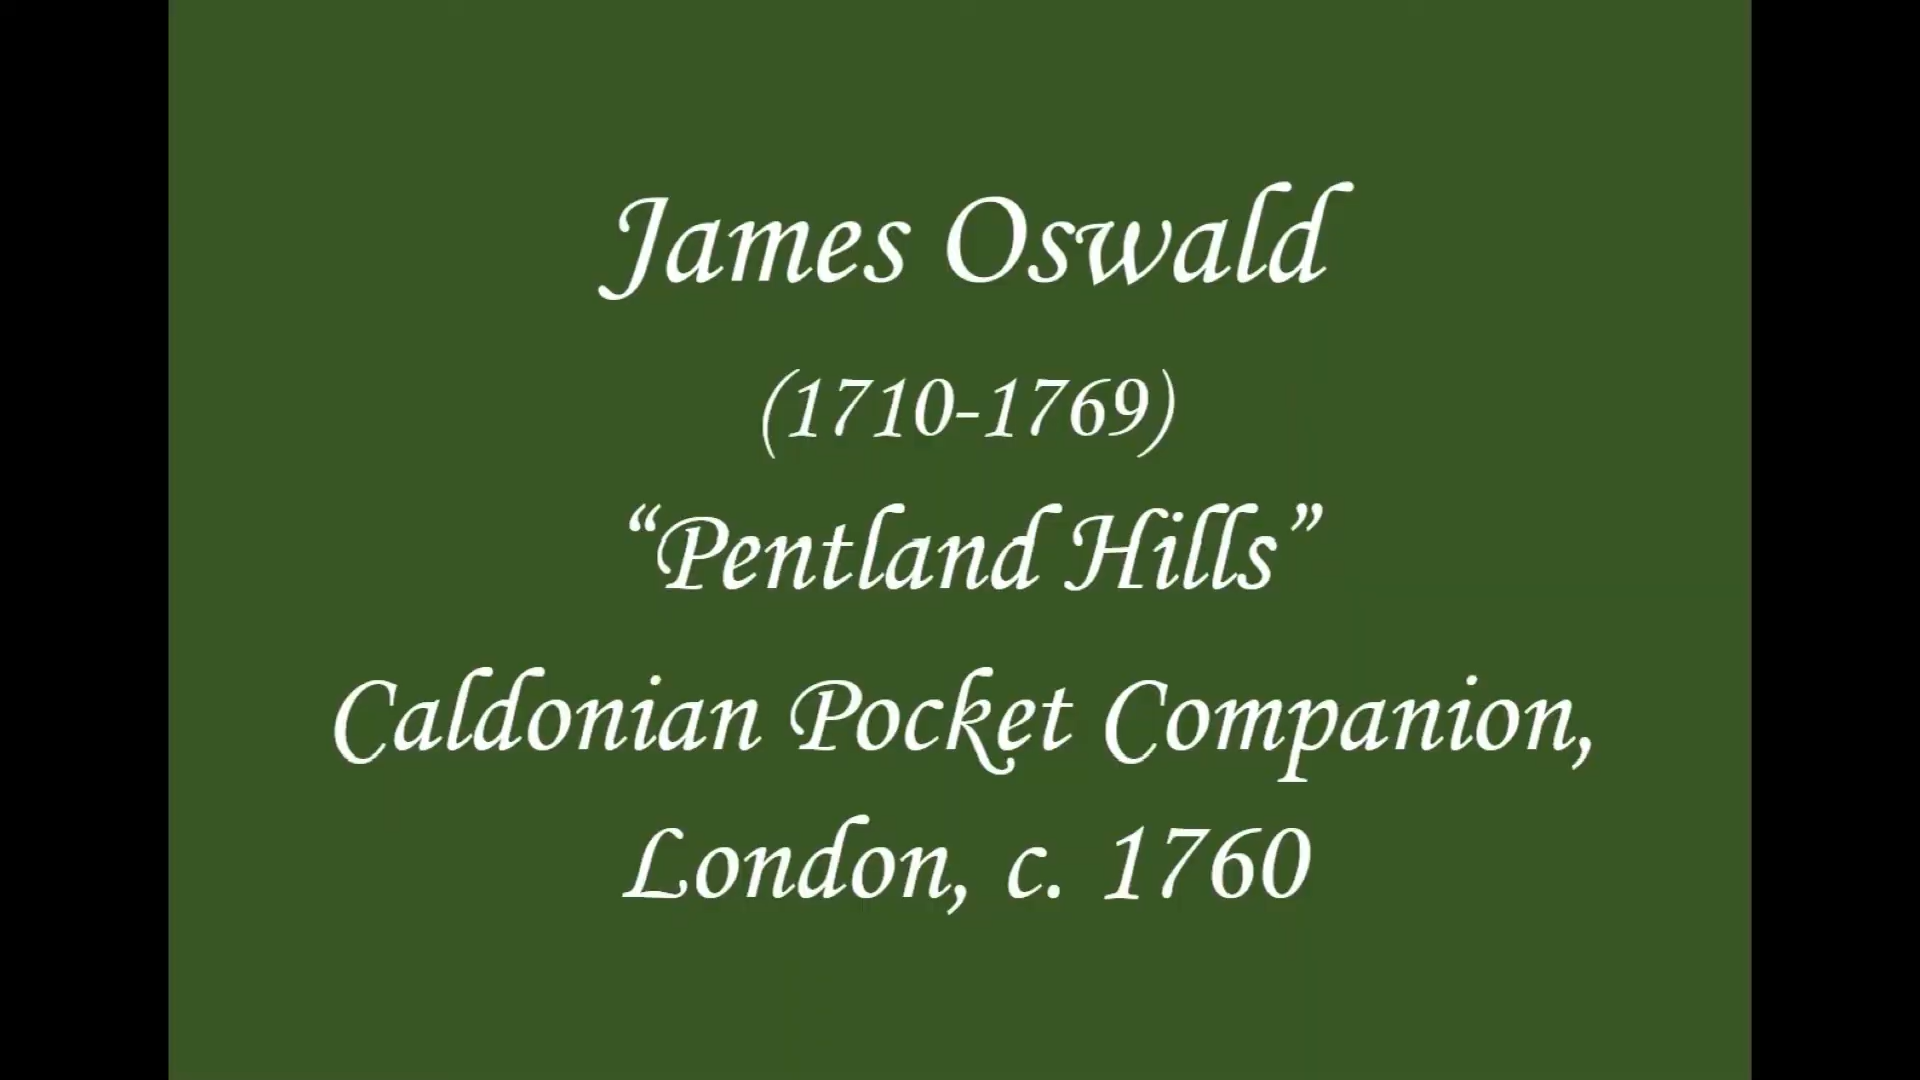 James Oswald
(1710-1769)
“Pentland Hills”
Caldonian Pocket Companion,
London, c. 1760